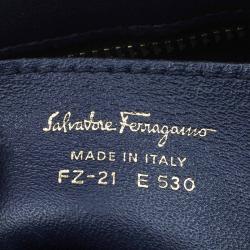 Salvatore Ferragamo
MADE IN ITALY
FZ-21 E 530